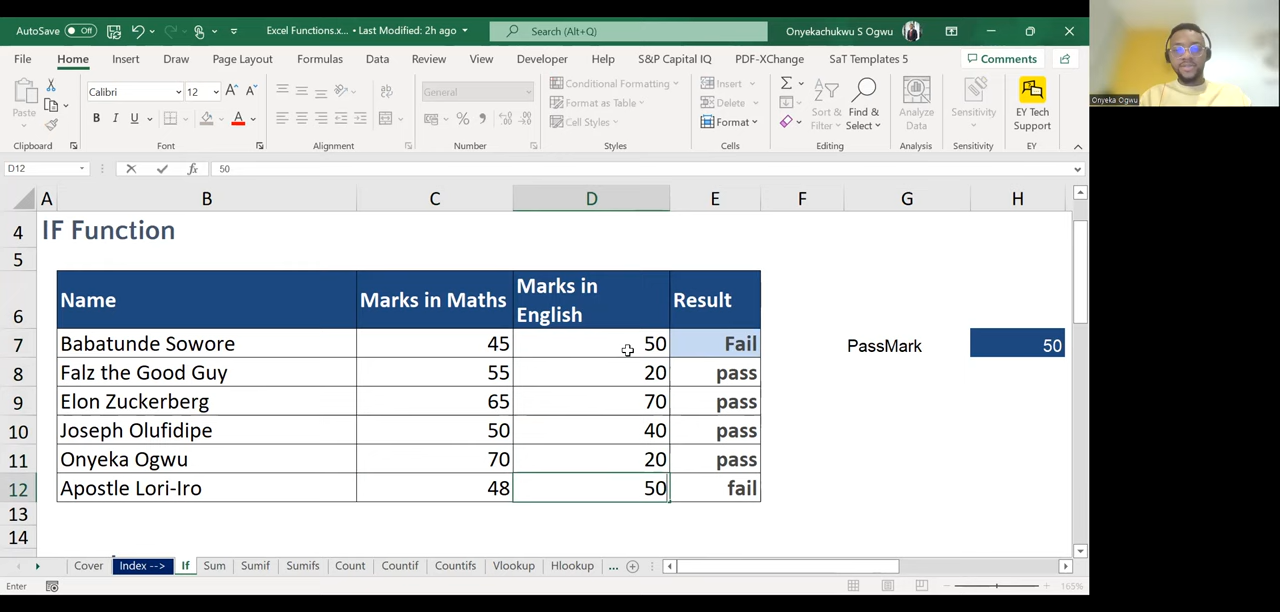 AutoSave Off Excel Functions.x... • Last Modified: 2h ago Search (Alt+Q) Onyekachukwu S Ogwu
File Home Insert Draw Page Layout Formulas Data Review View Developer Help S&P Capital IQ PDF-XChange SaT Templates 5 Comments
Paste Calibri 12 A A General Conditional Formatting Insert Σ Sort & Filter Find & Select Analyze Data Sensitivity EY Tech Support
Format as Table Delete
B I U A % Cell Styles Format
Clipboard Font Alignment Number Styles Cells Editing Analysis Sensitivity EY
D12 fx 50
A B C D E F G H
4 IF Function
5
6 Name Marks in Maths Marks in English Result
7 Babatunde Sowore 45 50 Fail PassMark 50
8 Falz the Good Guy 55 20 pass
9 Elon Zuckerberg 65 70 pass
10 Joseph Olufidipe 50 40 pass
11 Onyeka Ogwu 70 20 pass
12 Apostle Lori-Iro 48 50 fail
13
14
Cover Index --> If Sum Sumif Sumifs Count Countif Countifs Vlookup Hlookup ...
Enter 165%
Onyeka Ogwu